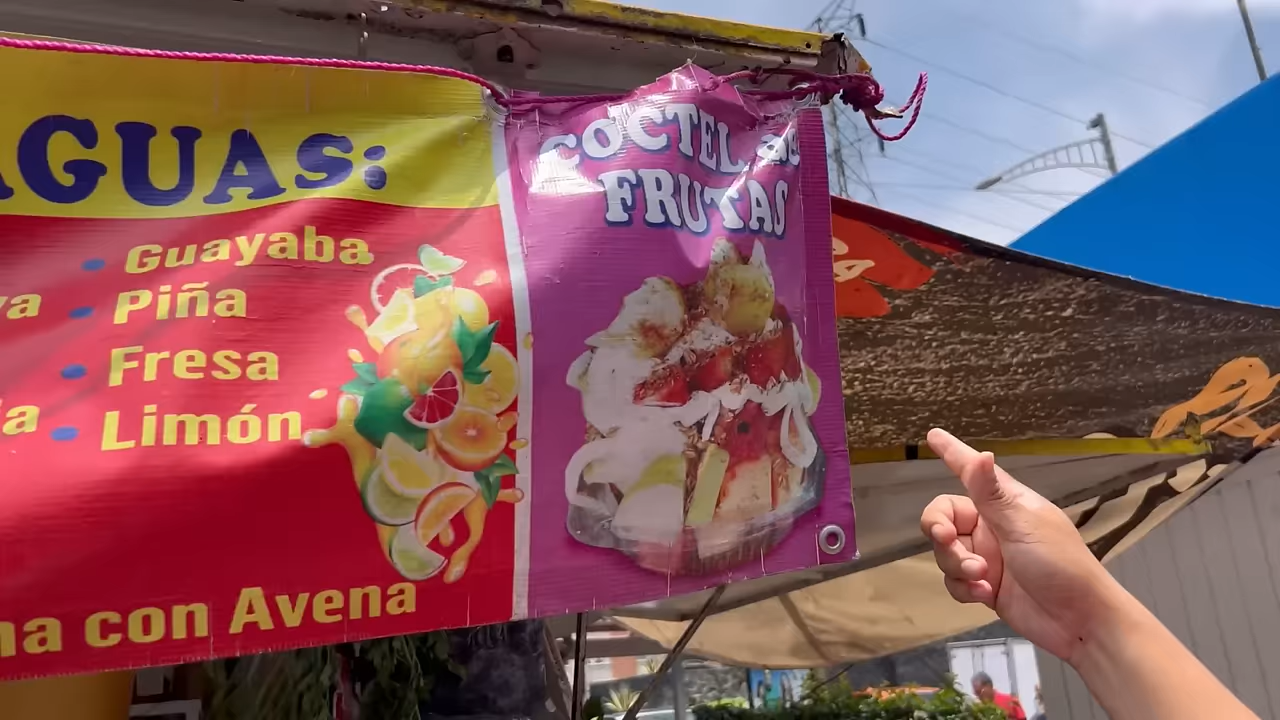 AGUAS:
Guayaba
Piña
Fresa
Limón
con Avena
COCTEL de
FRUTAS